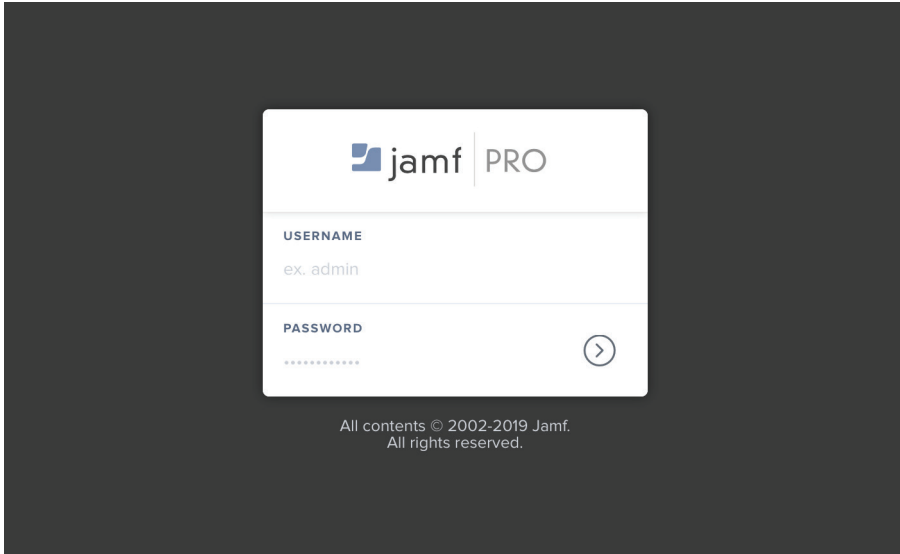 jamf PRO
USERNAME
ex. admin
PASSWORD
••••••••••••
All contents © 2002-2019 Jamf.
All rights reserved.